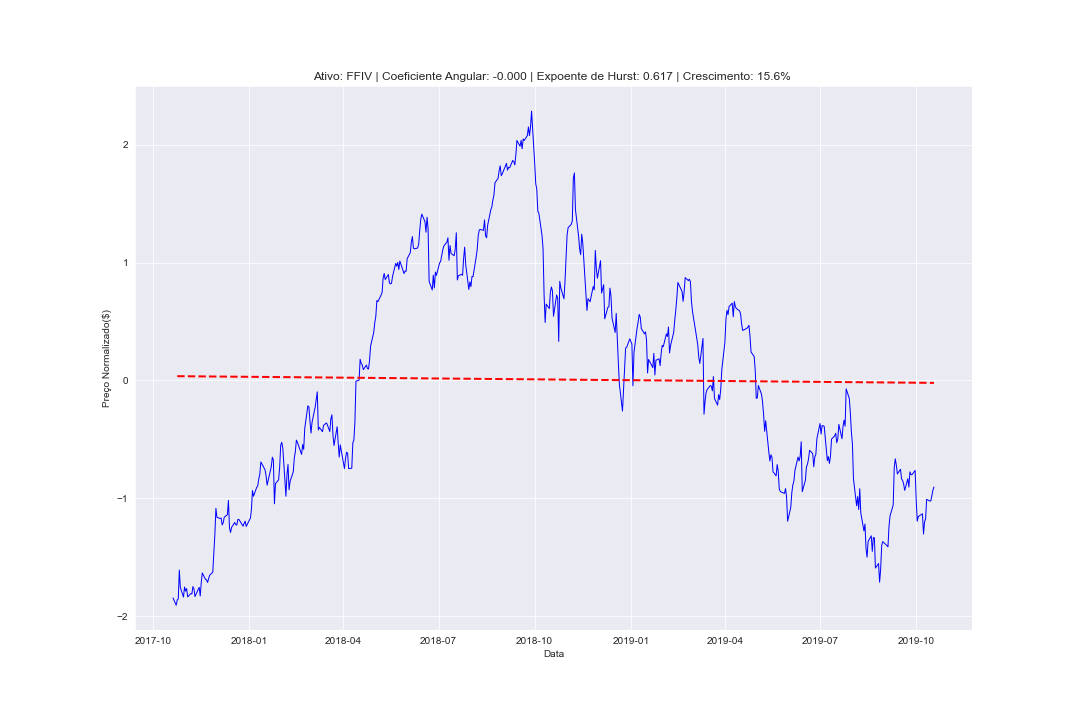 Ativo: FFIV | Coeficiente Angular: -0.000 | Expoente de Hurst: 0.617 | Crescimento: 15.6%
2
1
0
−1
−2
Preço Normalizado($)
2017-10 2018-01 2018-04 2018-07 2018-10 2019-01 2019-04 2019-07 2019-10
Data